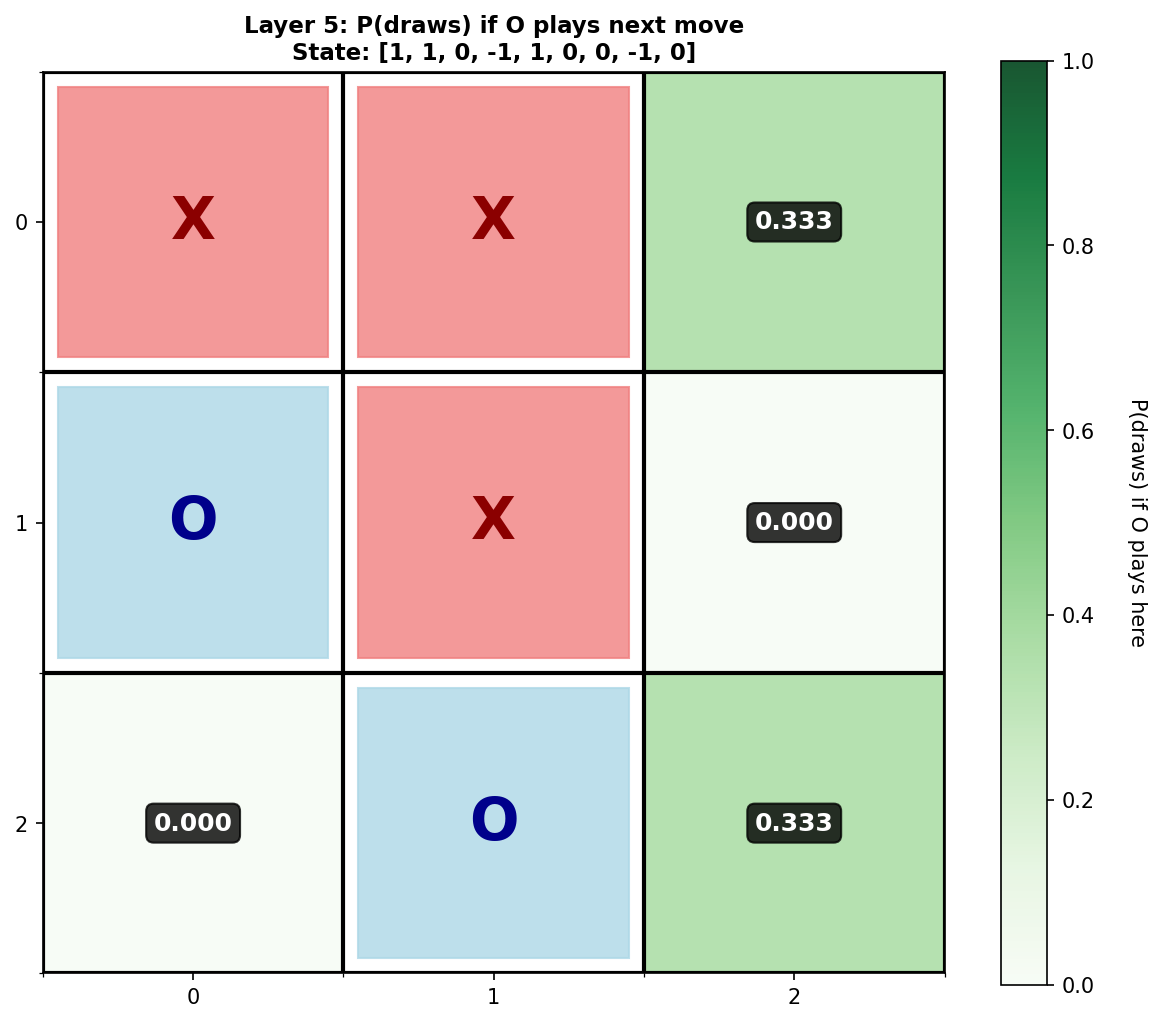 Layer 5: P(draws) if O plays next move
State: [1, 1, 0, -1, 1, 0, 0, -1, 0]
0
X
X
0.333
1
O
X
0.000
2
0.000
O
0.333
0
1
2
1.0
0.8
0.6
0.4
0.2
0.0
P(draws) if O plays here